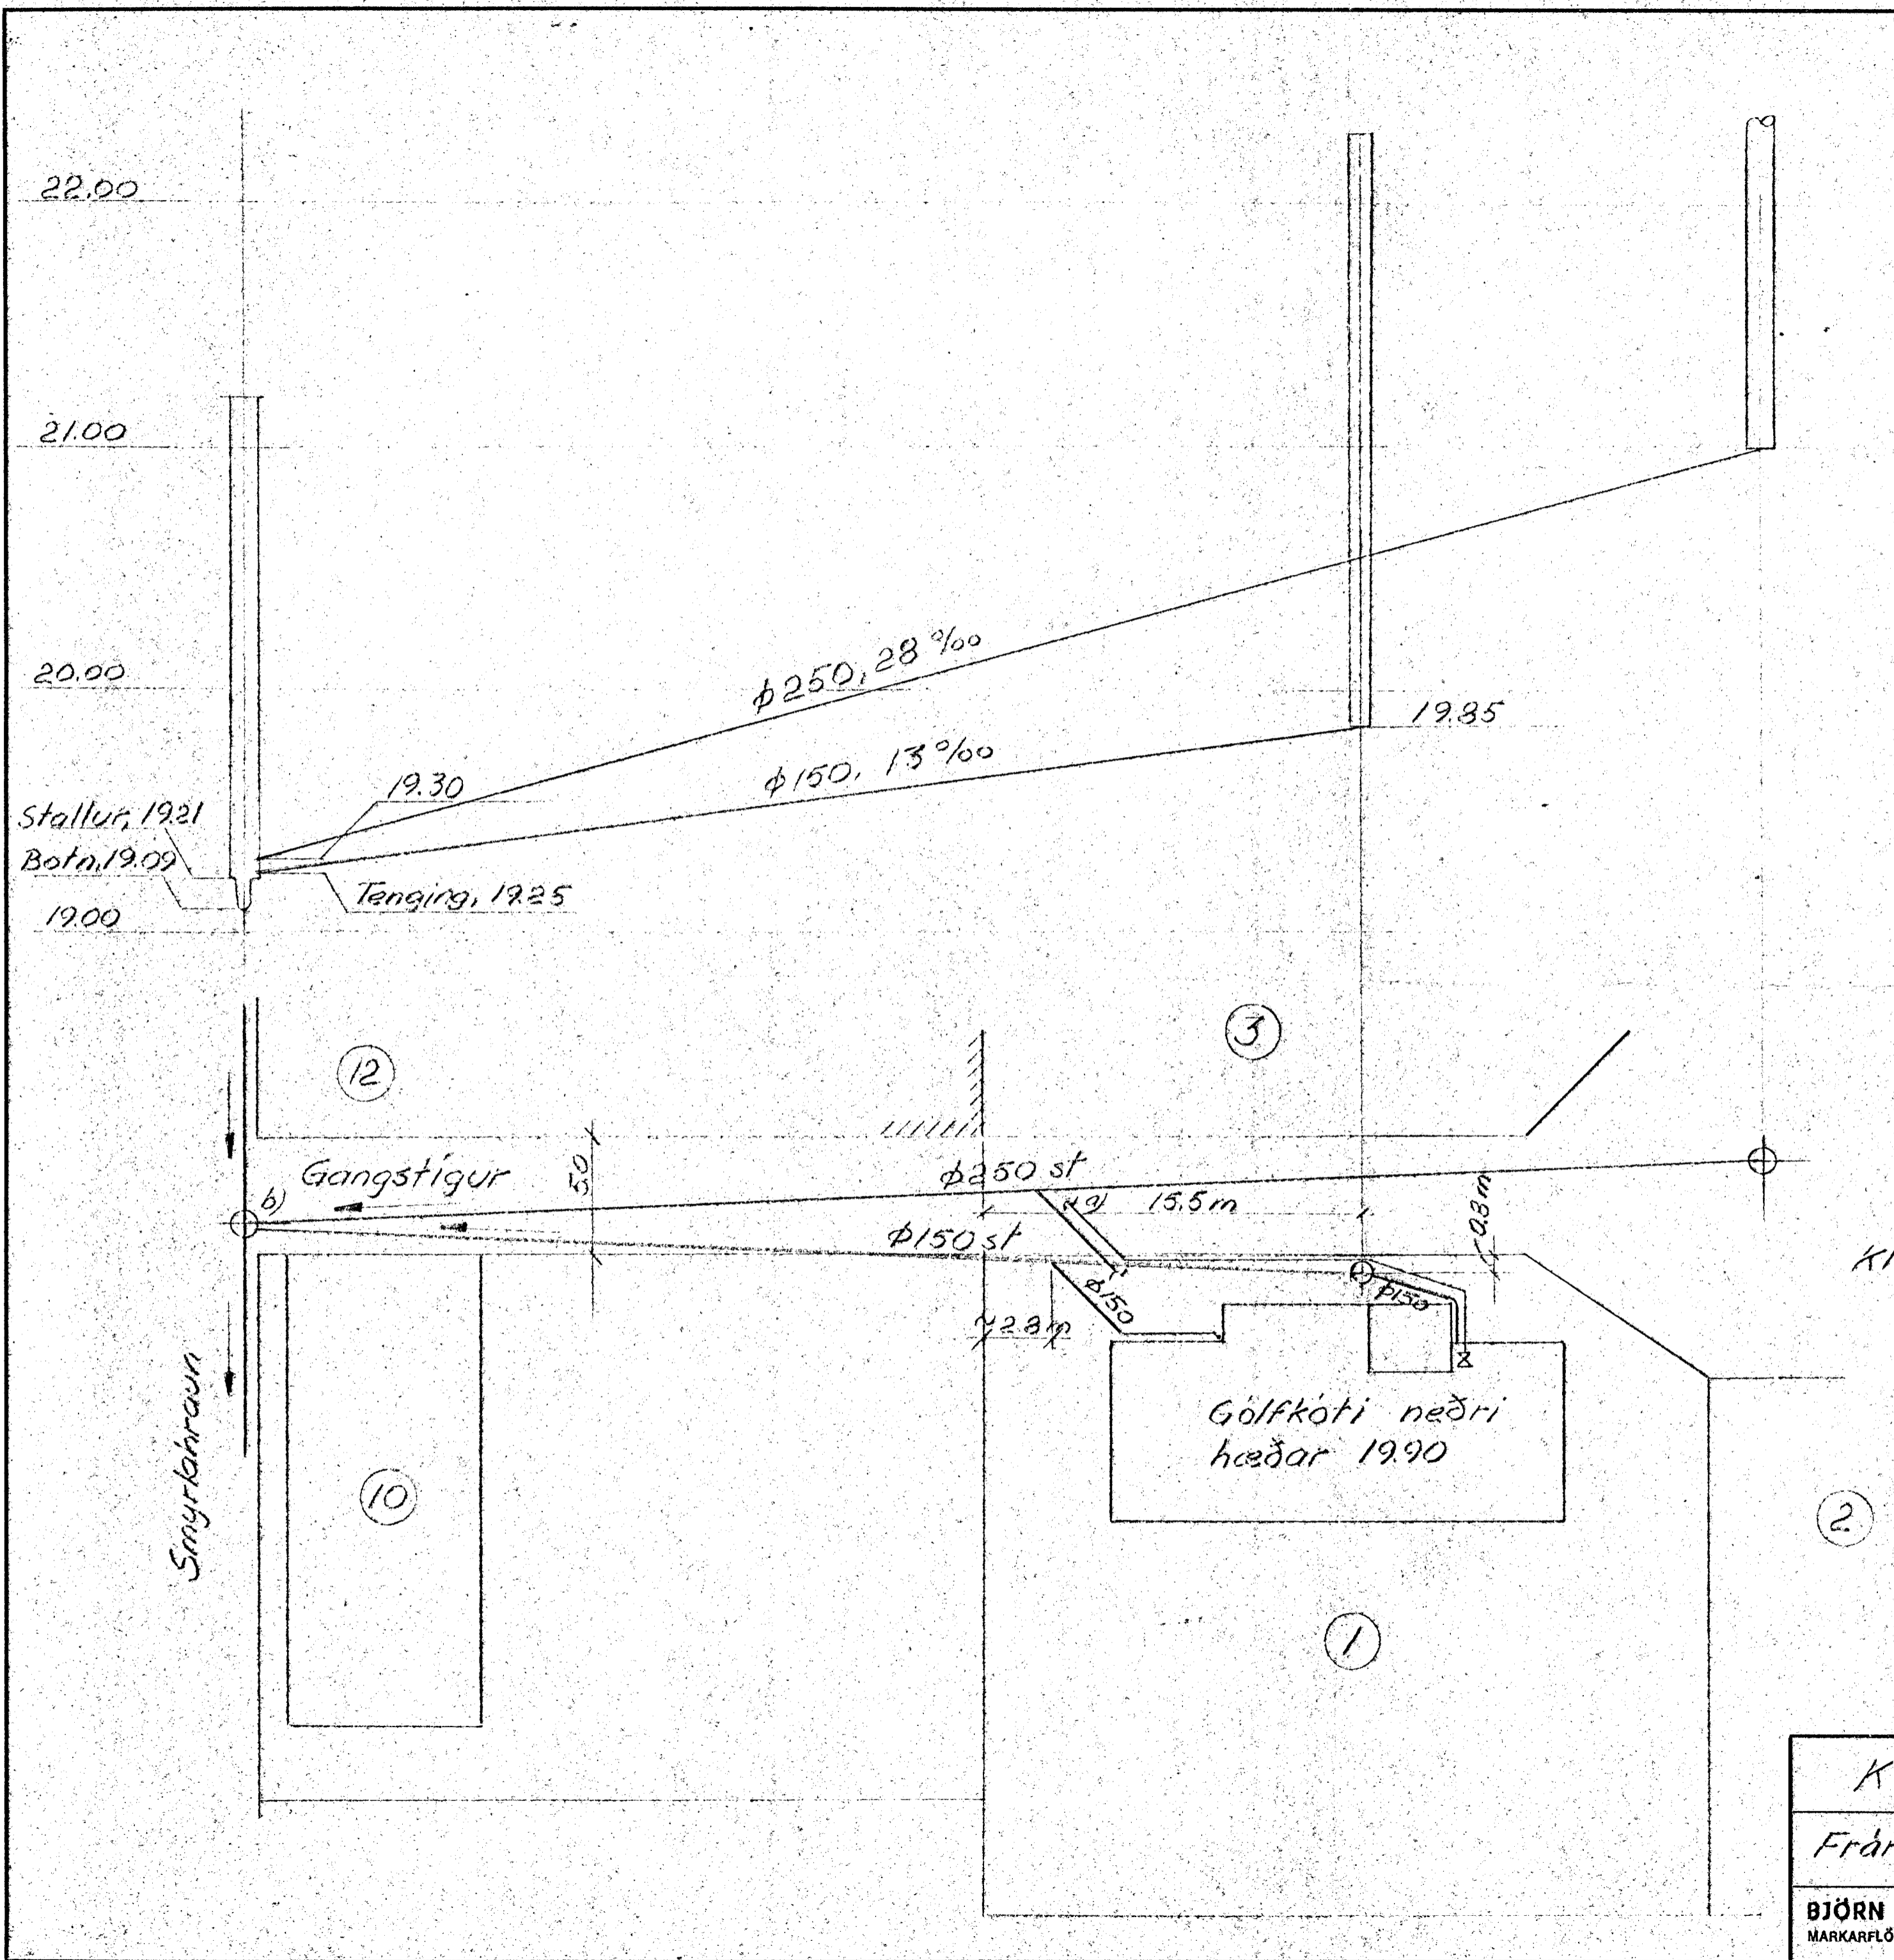 22.00
21.00
20.00
ϕ250, 28 ‰
19.85
ϕ150, 13 ‰
19.30
Stallur, 19.21
Botn, 19.09
Tenging, 19.25
19.00
3
12
Gangstígur
5.0
ϕ250 st
b)
a)
15.5 m
0.3 m
ϕ150 st
ϕ150
ϕ150
~2.8 m
Smyrlahraun
Gólfkóti neðri
hæðar 19.90
10
2
1
K
BJÖRN